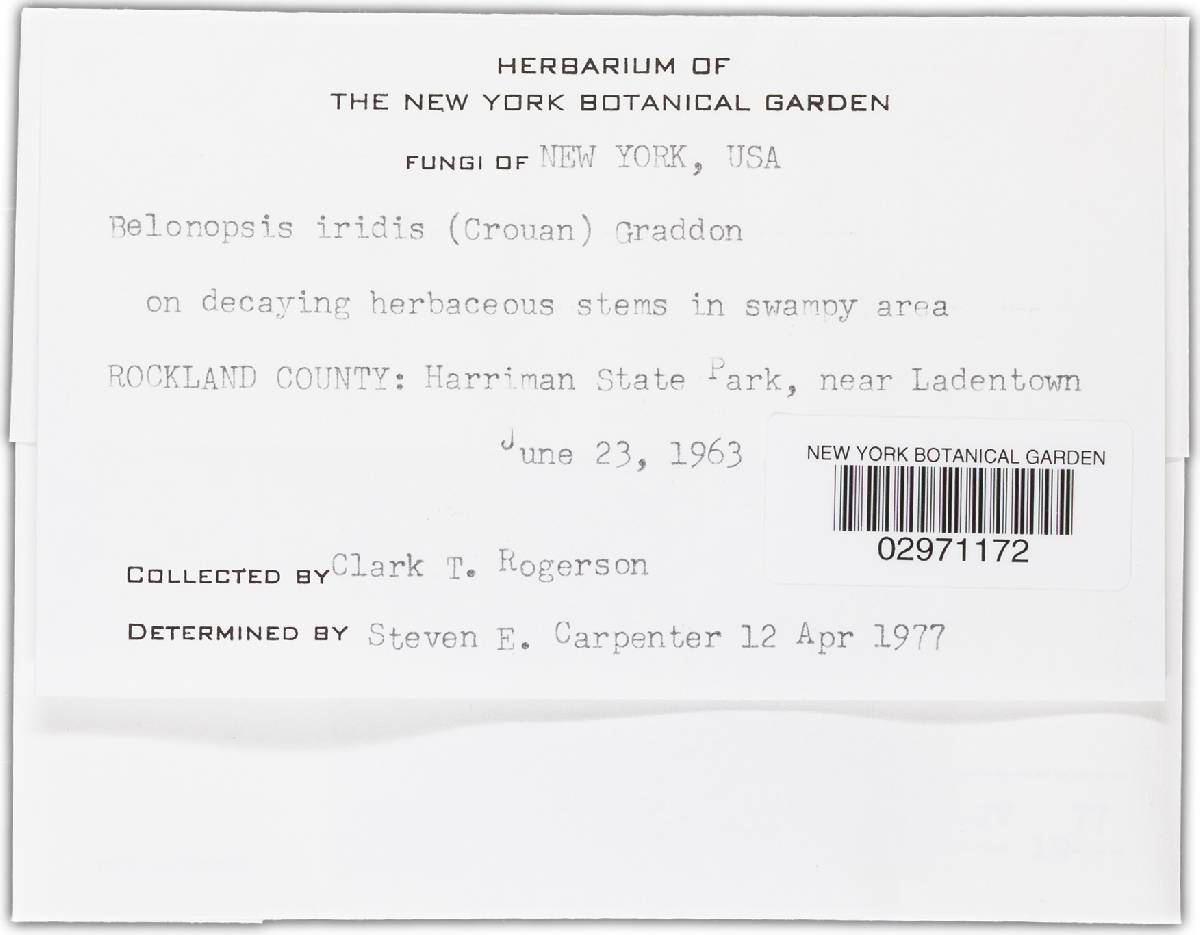 HERBARIUM OF
THE NEW YORK BOTANICAL GARDEN
FUNGI OF NEW YORK, USA
Belonopsis iridis (Crouan) Graddon
on decaying herbaceous stems in swampy area
ROCKLAND COUNTY: Harriman State Park, near Ladentown
June 23, 1963
NEW YORK BOTANICAL GARDEN
02971172
COLLECTED BY Clark T. Rogerson
DETERMINED BY Steven E. Carpenter 12 Apr 1977